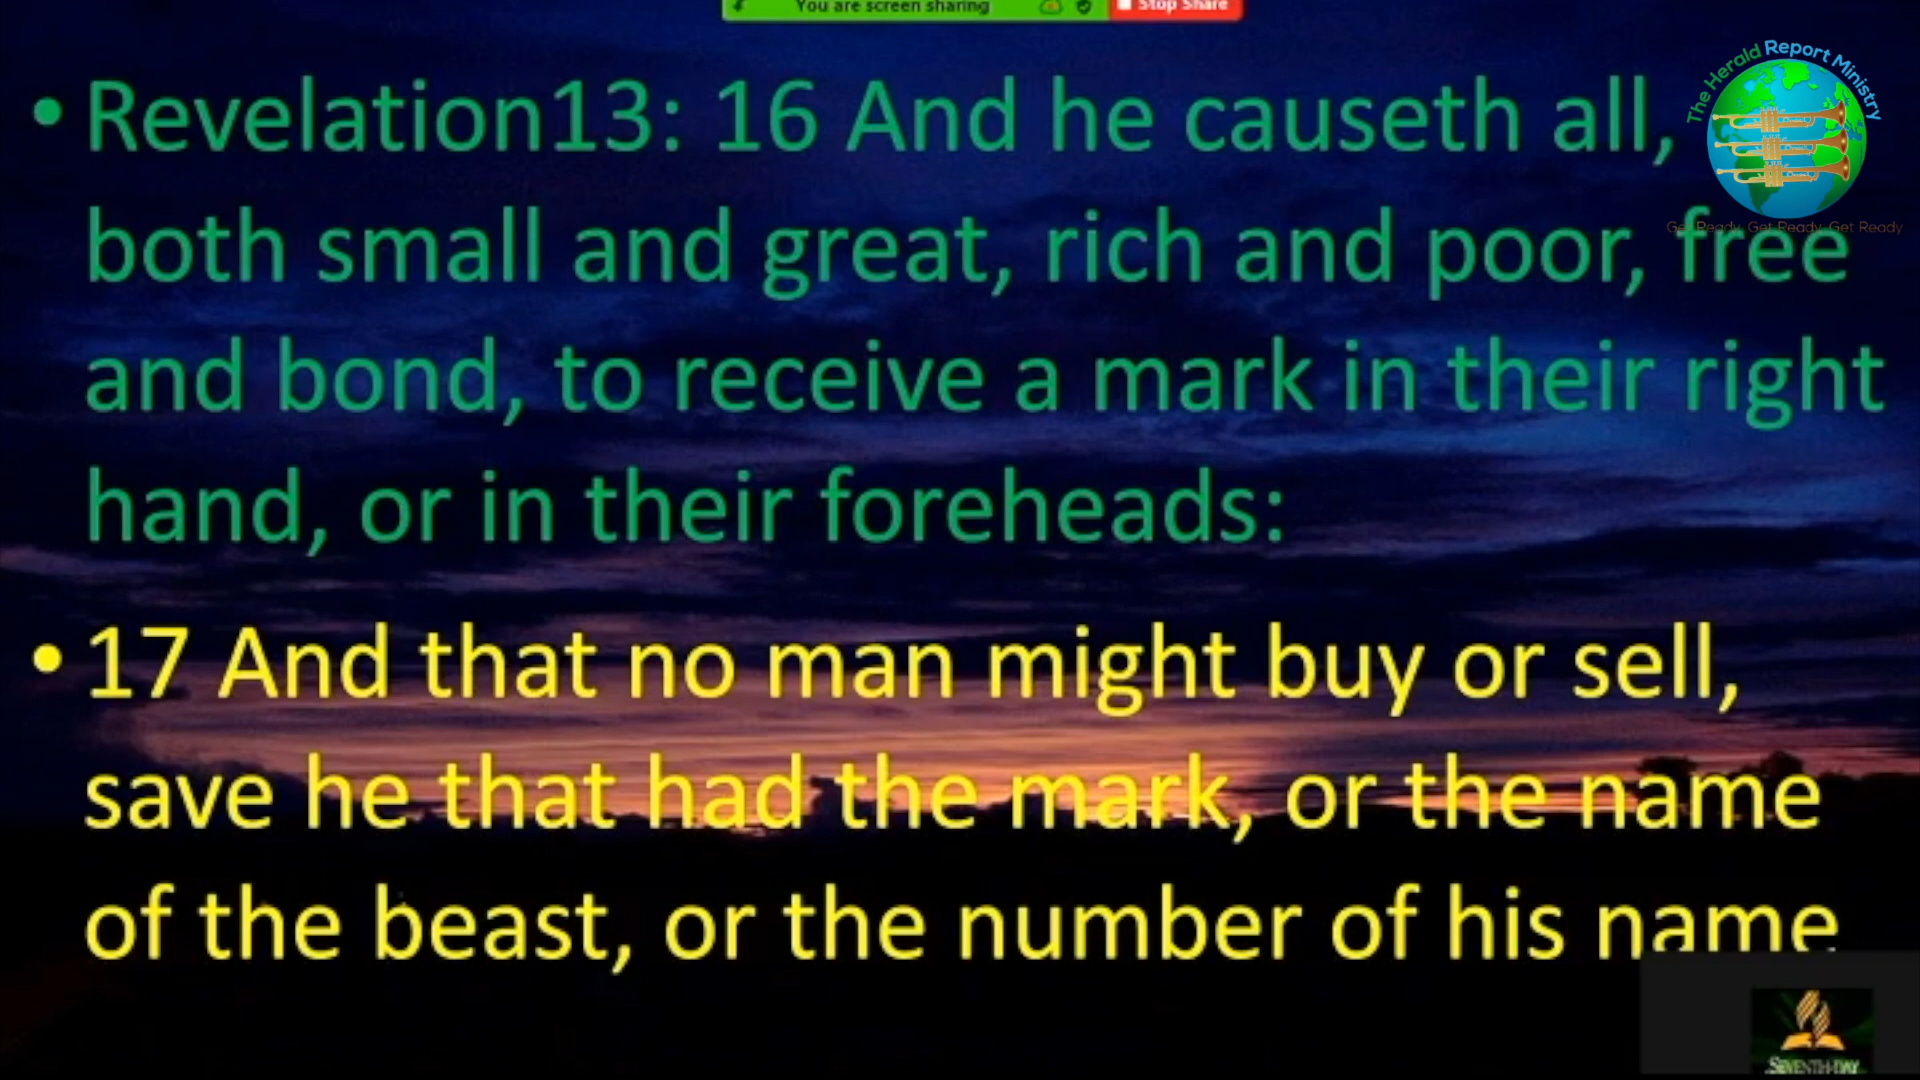 You are screen sharing
Stop Share
The Herald Report Ministry
Get Ready, Get Ready, Get Ready
• Revelation13: 16 And he causeth all,
both small and great, rich and poor, free
and bond, to receive a mark in their right
hand, or in their foreheads:
• 17 And that no man might buy or sell,
save he that had the mark, or the name
of the beast, or the number of his name
SEVENTH-DAY